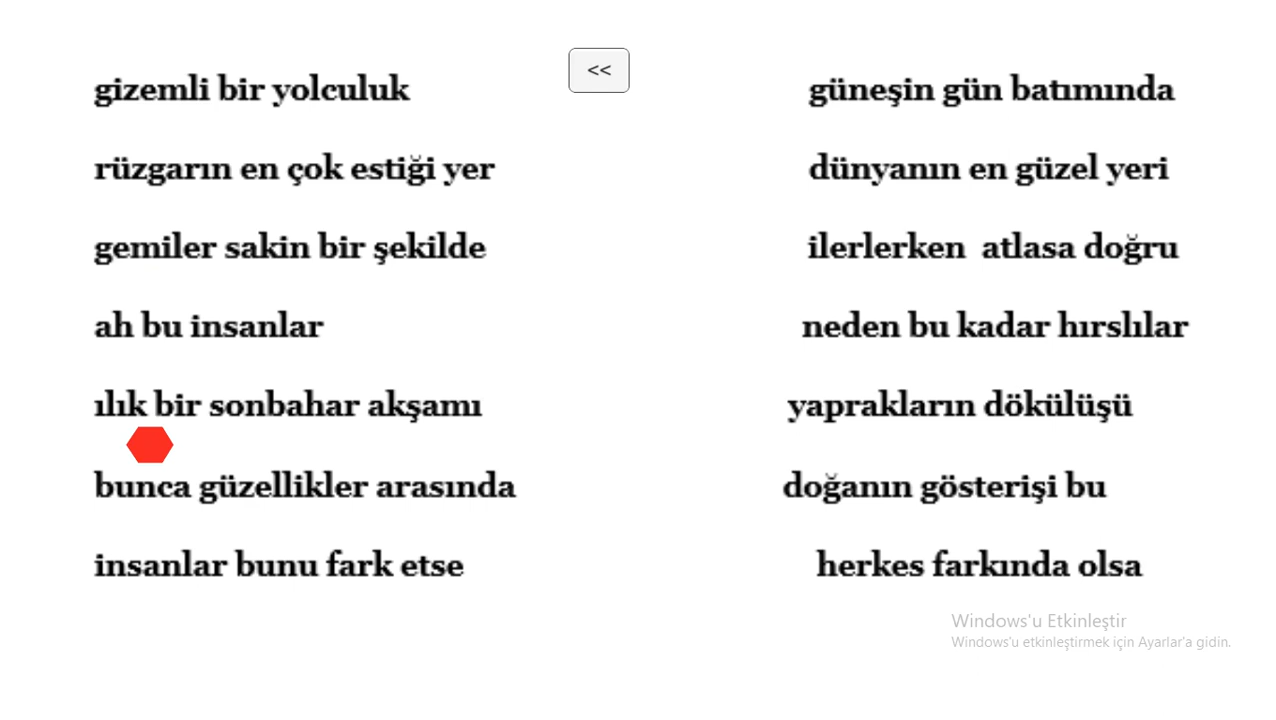 <<
gizemli bir yolculuk güneşin gün batımında
rüzgarın en çok estiği yer dünyanın en güzel yeri
gemiler sakin bir şekilde ilerlerken atlasa doğru
ah bu insanlar neden bu kadar hırslılar
ılık bir sonbahar akşamı yaprakların dökülüşü
bunca güzellikler arasında doğanın gösterişi bu
insanlar bunu fark etse herkes farkında olsa
Windows'u Etkinleştir
Windows'u etkinleştirmek için Ayarlar'a gidin.